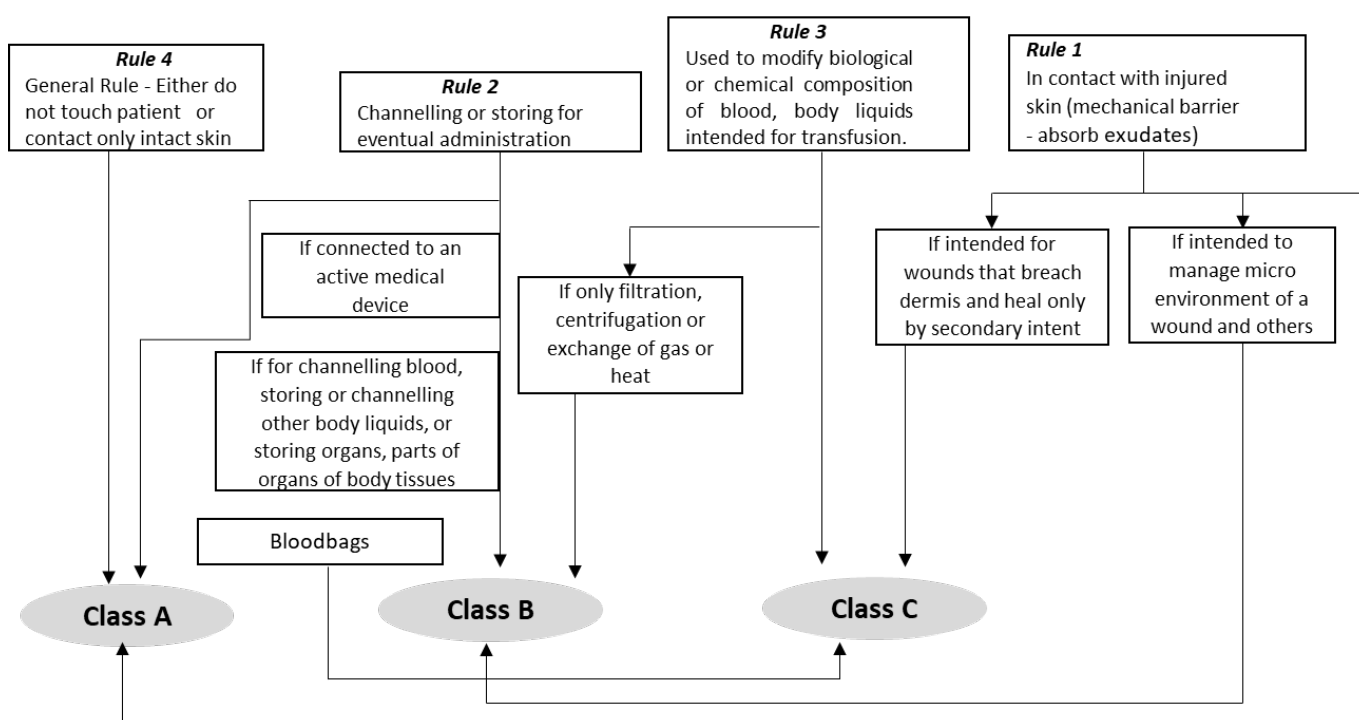 Rule 4
General Rule - Either do
not touch patient or
contact only intact skin
Rule 2
Channelling or storing for
eventual administration
Rule 3
Used to modify biological
or chemical composition
of blood, body liquids
intended for transfusion.
Rule 1
In contact with injured
skin (mechanical barrier
- absorb exudates)
If connected to an
active medical
device
If for channelling blood,
storing or channelling
other body liquids, or
storing organs, parts of
organs of body tissues
Bloodbags
If only filtration,
centrifugation or
exchange of gas or
heat
If intended for
wounds that breach
dermis and heal only
by secondary intent
If intended to
manage micro
environment of a
wound and others
Class A
Class B
Class C